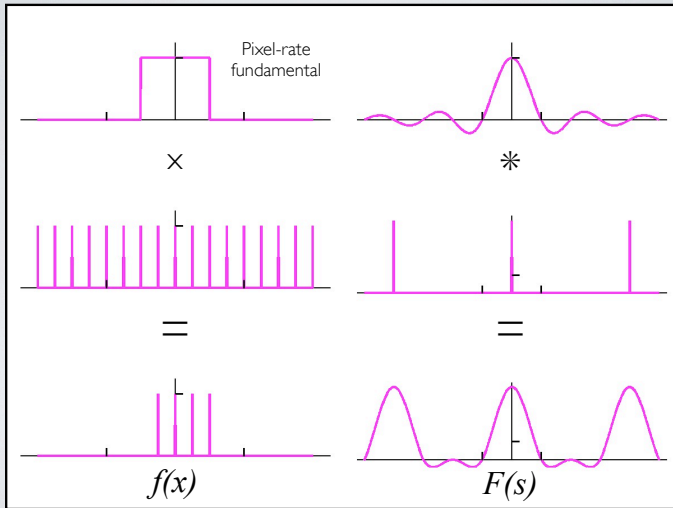 Pixel-rate
fundamental
× *
= =
f(x) F(s)